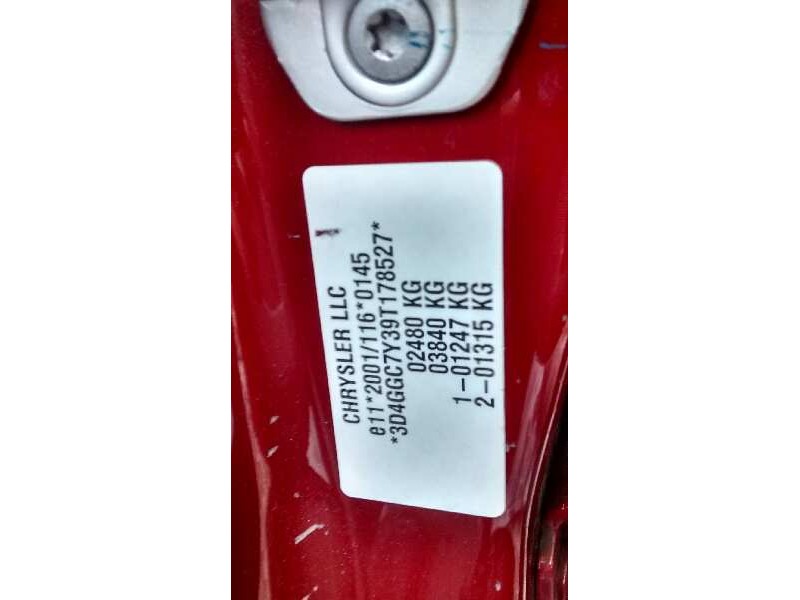 CHRYSLER LLC
e11*2001/116*0145
*3D4GGC7Y39T178527*
02480 KG
03840 KG
1-01247 KG
2-01315 KG